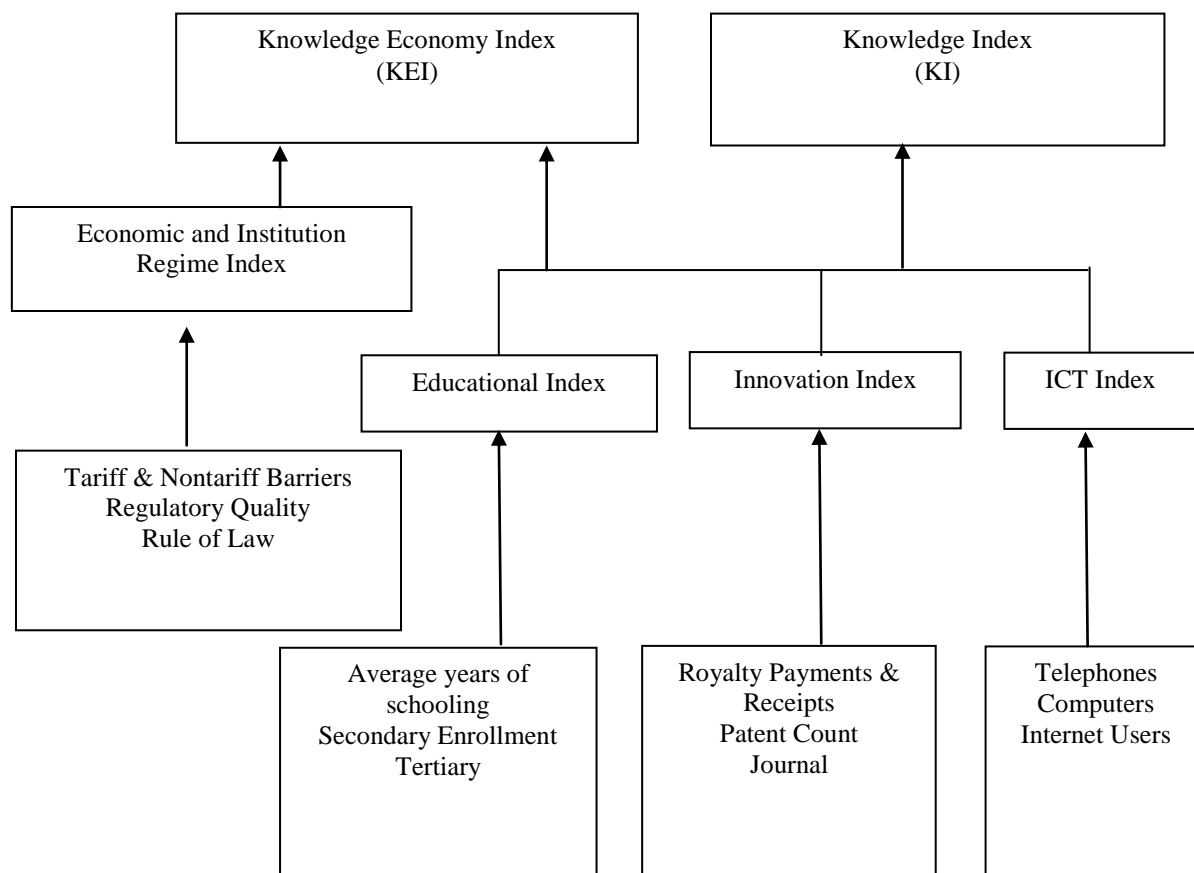 Knowledge Economy Index
(KEI)
Knowledge Index
(KI)
Economic and Institution
Regime Index
Educational Index
Innovation Index
ICT Index
Tariff & Nontariff Barriers
Regulatory Quality
Rule of Law
Average years of
schooling
Secondary Enrollment
Tertiary
Royalty Payments &
Receipts
Patent Count
Journal
Telephones
Computers
Internet Users